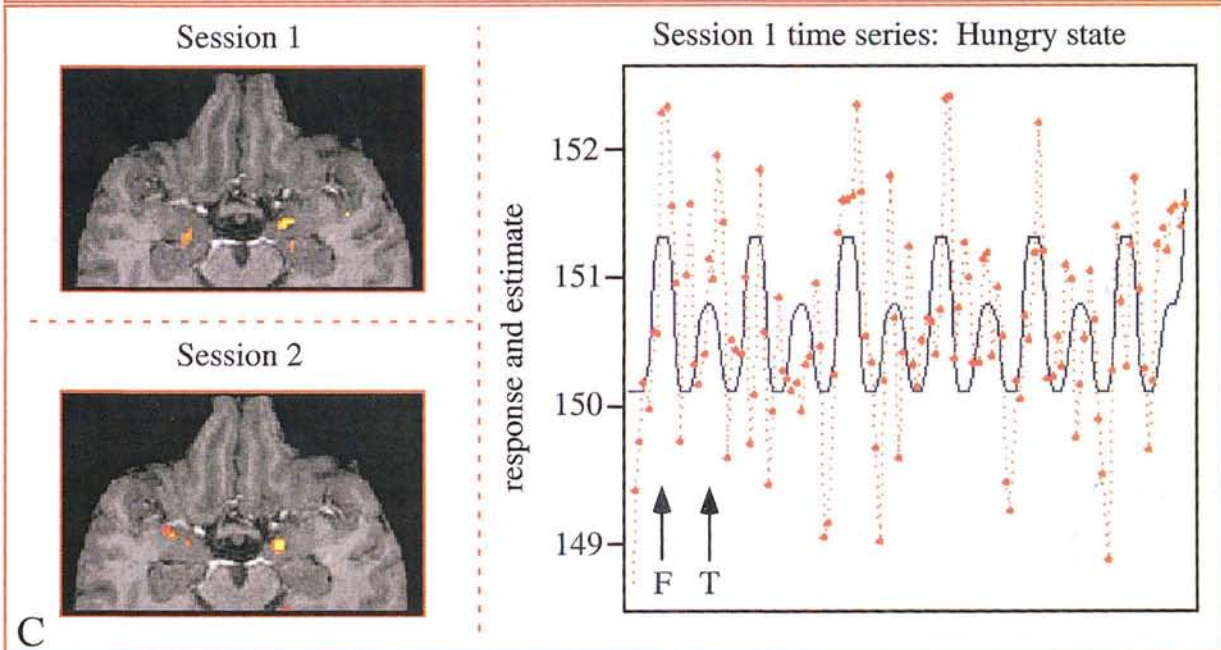 Session 1
Session 2
C
Session 1 time series: Hungry state
response and estimate
152
151
150
149
F
T